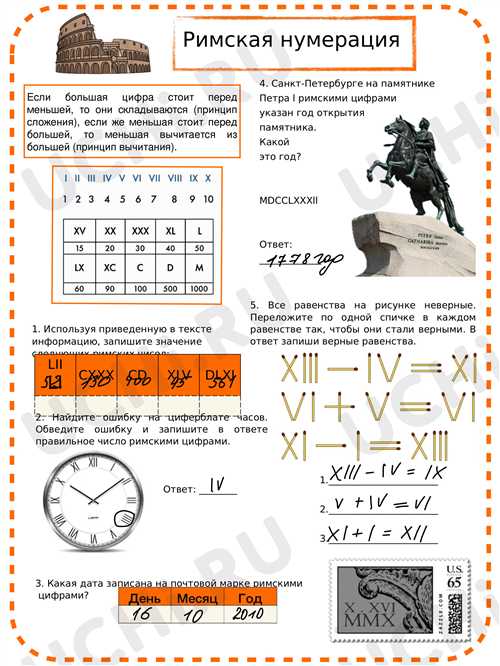 Римская нумерация
Если большая цифра стоит перед
меньшей, то они складываются (принцип
сложения), если же меньшая стоит перед
большей, то меньшая вычитается из
большей (принцип вычитания).
I II III IV V VI VII VIII IX X
1 2 3 4 5 6 7 8 9 10
XV XX XXX XL L
15 20 30 40 50
LX XC C D M
60 90 100 500 1000
1. Используя приведенную в тексте
информацию, запишите значение
следующих римских чисел:
LII CXXX CD XLIV DLXI
2. Найдите ошибку на циферблате часов.
Обведите ошибку и запишите в ответе
правильное число римскими цифрами.
Ответ: IV
3. Какая дата записана на почтовой марке римскими
цифрами?
День Месяц Год
16 10 2010
4. Санкт-Петербурге на памятнике
Петра I римскими цифрами
указан год открытия
памятника.
Какой
это год?
MDCCLXXXII
Ответ:
1778 год
PETRO primo
CATHARINA secunda
5. Все равенства на рисунке неверные.
Переложите по одной спичке в каждом
равенстве так, чтобы они стали верными. В
ответ запиши верные равенства.
XIII – IV = XI
VI + V = VI
XI – I = XIII
1. XIII – IV = IX
2. V + IV = VI
3 XI + I = XII
X XVI
MMX
U.S.
65
ZAZZLE.COM
UCHi.RU